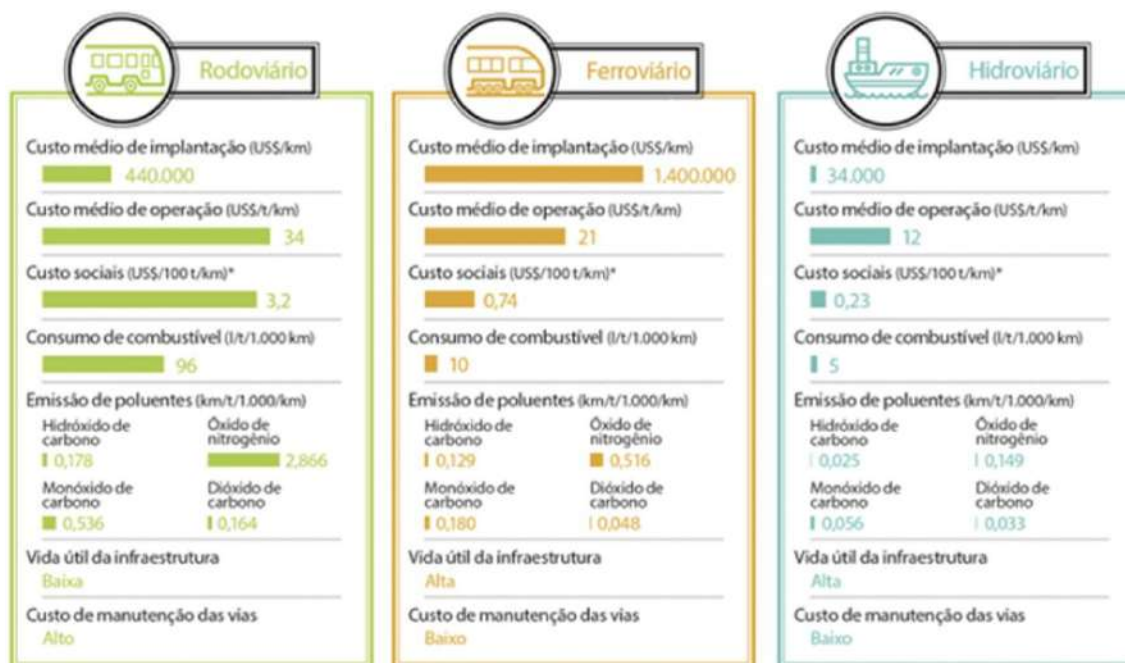 Rodoviário
Custo médio de implantação (US$/km)
440.000
Custo médio de operação (US$/t/km)
34
Custo sociais (US$/100 t/km)*
3,2
Consumo de combustível (l/t/1.000 km)
96
Emissão de poluentes (km/t/1.000/km)
Hidróxido de
carbono
0,178
Óxido de
nitrogênio
2,866
Monóxido de
carbono
0,536
Dióxido de
carbono
0,164
Vida útil da infraestrutura
Baixa
Custo de manutenção das vias
Alto
Ferroviário
Custo médio de implantação (US$/km)
1.400.000
Custo médio de operação (US$/t/km)
21
Custo sociais (US$/100 t/km)*
0,74
Consumo de combustível (l/t/1.000 km)
10
Emissão de poluentes (km/t/1.000/km)
Hidróxido de
carbono
0,129
Óxido de
nitrogênio
0,516
Monóxido de
carbono
0,180
Dióxido de
carbono
0,048
Vida útil da infraestrutura
Alta
Custo de manutenção das vias
Baixo
Hidroviário
Custo médio de implantação (US$/km)
34.000
Custo médio de operação (US$/t/km)
12
Custo sociais (US$/100 t/km)*
0,23
Consumo de combustível (l/t/1.000 km)
5
Emissão de poluentes (km/t/1.000/km)
Hidróxido de
carbono
0,025
Óxido de
nitrogênio
0,149
Monóxido de
carbono
0,056
Dióxido de
carbono
0,033
Vida útil da infraestrutura
Alta
Custo de manutenção das vias
Baixo